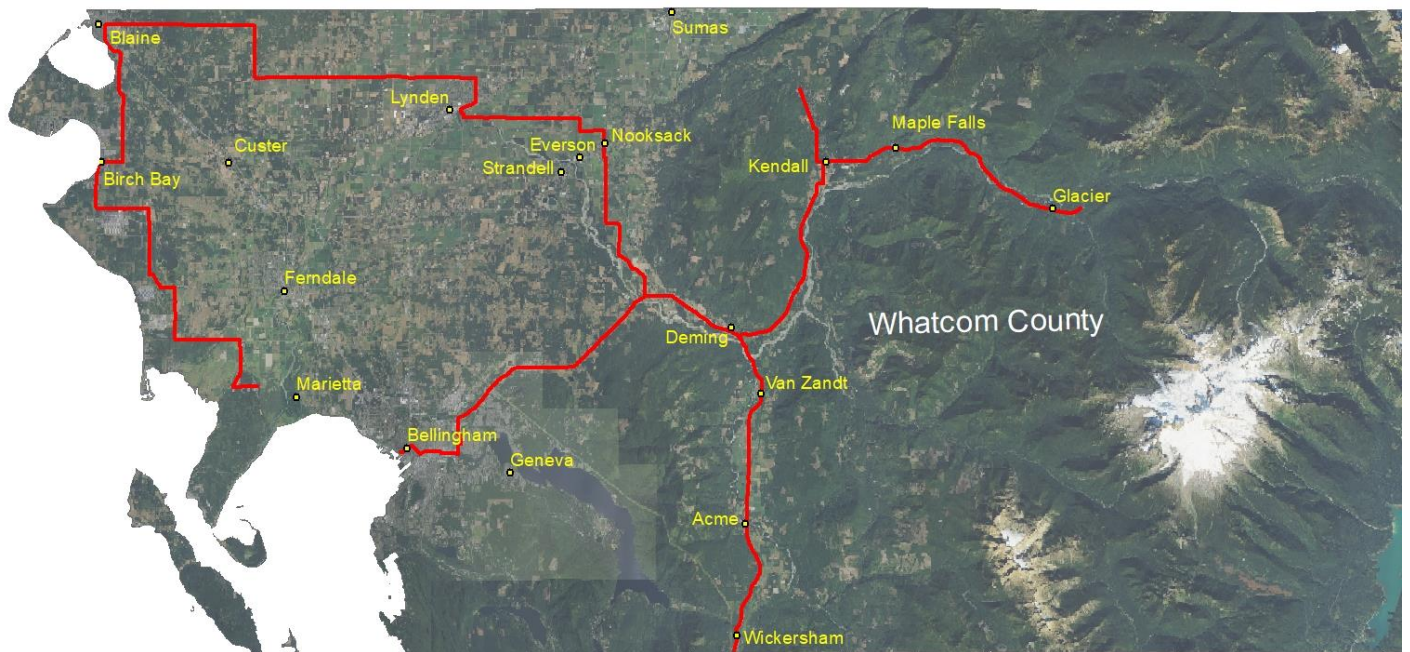 Sumas
Blaine
Lynden
Maple Falls
Nooksack
Everson
Custer
Strandell
Kendall
Birch Bay
Glacier
Ferndale
Whatcom County
Deming
Marietta
Van Zandt
Bellingham
Geneva
Acme
Wickersham